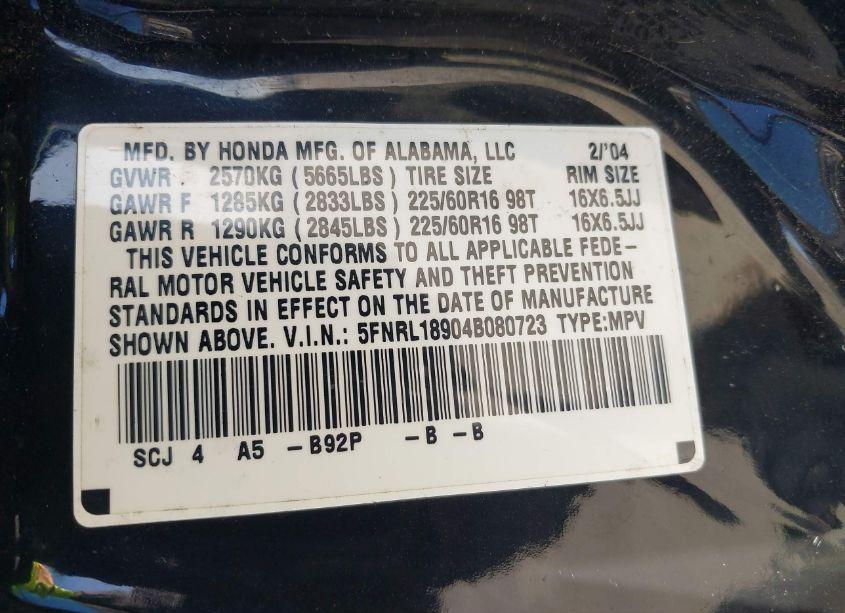 MFD. BY HONDA MFG. OF ALABAMA, LLC 2/'04
GVWR . 2570KG ( 5665LBS ) TIRE SIZE RIM SIZE
GAWR F 1285KG ( 2833LBS ) 225/60R16 98T 16X6.5JJ
GAWR R 1290KG ( 2845LBS ) 225/60R16 98T 16X6.5JJ
THIS VEHICLE CONFORMS TO ALL APPLICABLE FEDE-
RAL MOTOR VEHICLE SAFETY AND THEFT PREVENTION
STANDARDS IN EFFECT ON THE DATE OF MANUFACTURE
SHOWN ABOVE. V.I.N.: 5FNRL18904B080723 TYPE:MPV
SCJ 4 A5 -B92P -B -B